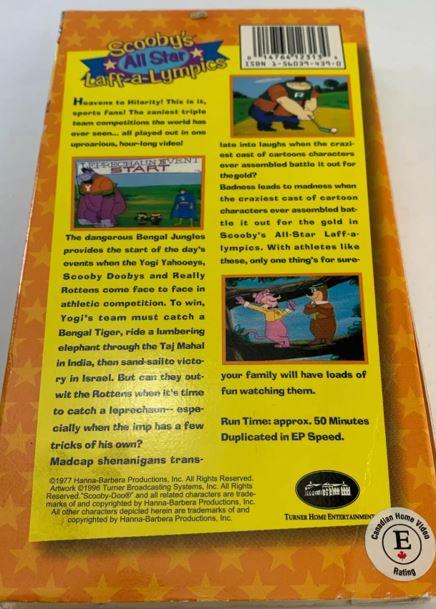 Scooby's
All Star
Laff-a-Lympics
Heavens to Hilarity! This is it,
sports fans! The zaniest triple
team competitions the world has
ever seen... all played out in one
uproarious, hour-long video!
LEPRECHAUN EVENT
START
The dangerous Bengal Jungles
provides the start of the day's
events when the Yogi Yahooeys,
Scooby Doobys and Really
Rottens come face to face in
athletic competition. To win,
Yogi's team must catch a
Bengal Tiger, ride a lumbering
elephant through the Taj Mahal
in India, then sand-sail to victo-
ry in Israel. But can they out-
wit the Rottens when it's time
to catch a leprechaun-- espe-
cially when the imp has a few
tricks of his own?
Madcap shenanigans trans-
0 14764 12313
ISBN 1-56039-439-0
R
late into laughs when the crazi-
est cast of cartoons characters
ever assembled battle it out for
the gold?
Badness leads to madness when
the craziest cast of cartoon
characters ever assembled bat-
tle it out for the gold in
Scooby's All-Star Laff-a-
lympics. With athletes like
these, only one thing's for sure-
your family will have loads of
fun watching them.
Run Time: approx. 50 Minutes
Duplicated in EP Speed.
©1977 Hanna-Barbera Productions, Inc. All Rights Reserved.
Artwork ©1996 Turner Broadcasting Systems, Inc. All Rights
Reserved. "Scooby-Doo®" and all related characters are trade-
marks of and copyrighted by Hanna-Barbera Productions, Inc.
All other characters depicted herein are trademarks of and
copyrighted by Hanna-Barbera Productions, Inc.
TURNER HOME ENTERTAINMENT
Canadian Home Video
E
Rating